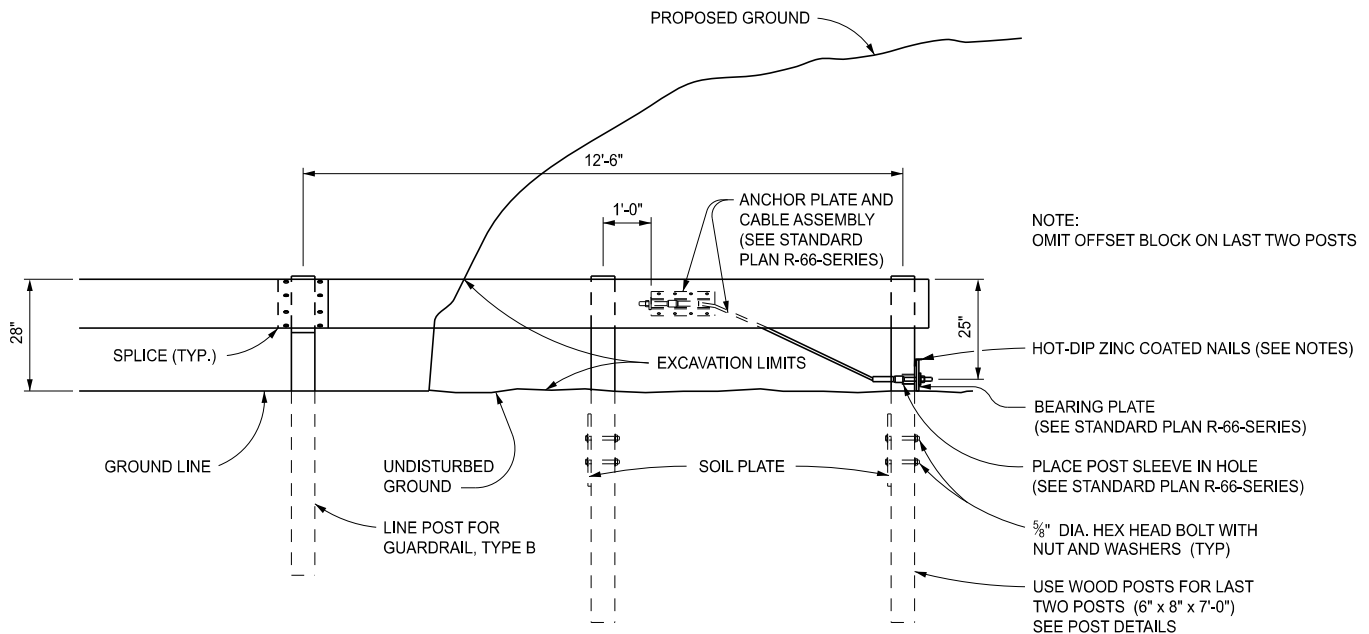 PROPOSED GROUND
12'-6"
1'-0"
ANCHOR PLATE AND
CABLE ASSEMBLY
(SEE STANDARD
PLAN R-66-SERIES)
NOTE:
OMIT OFFSET BLOCK ON LAST TWO POSTS
28"
25"
SPLICE (TYP.)
EXCAVATION LIMITS
HOT-DIP ZINC COATED NAILS (SEE NOTES)
BEARING PLATE
(SEE STANDARD PLAN R-66-SERIES)
GROUND LINE
UNDISTURBED
GROUND
SOIL PLATE
PLACE POST SLEEVE IN HOLE
(SEE STANDARD PLAN R-66-SERIES)
LINE POST FOR
GUARDRAIL, TYPE B
⅝" DIA. HEX HEAD BOLT WITH
NUT AND WASHERS (TYP)
USE WOOD POSTS FOR LAST
TWO POSTS (6" x 8" x 7'-0")
SEE POST DETAILS